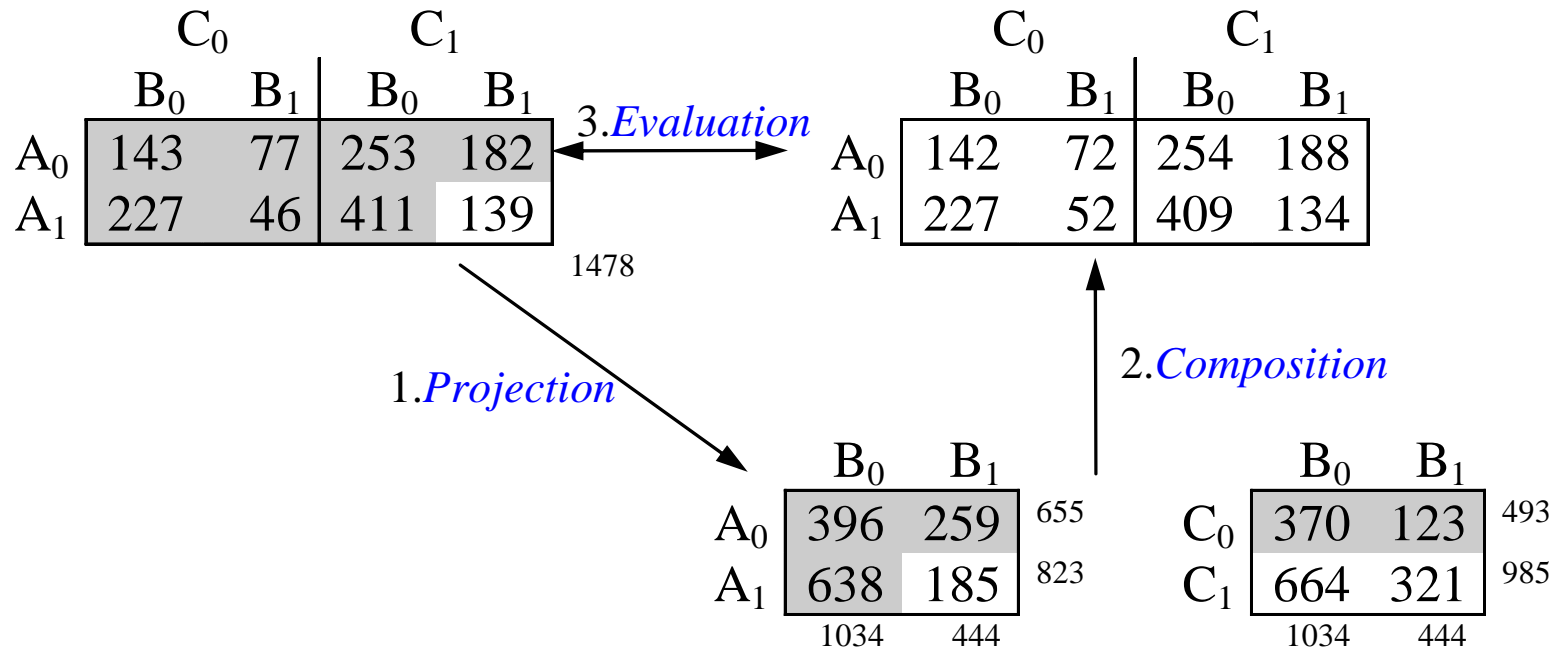 C₀ C₁ C₀ C₁
B₀ B₁ B₀ B₁ B₀ B₁ B₀ B₁
A₀ 143 77 253 182 3.Evaluation A₀ 142 72 254 188
A₁ 227 46 411 139 A₁ 227 52 409 134
1478
1.Projection 2.Composition
B₀ B₁ B₀ B₁
A₀ 396 259 655 C₀ 370 123 493
A₁ 638 185 823 C₁ 664 321 985
1034 444 1034 444